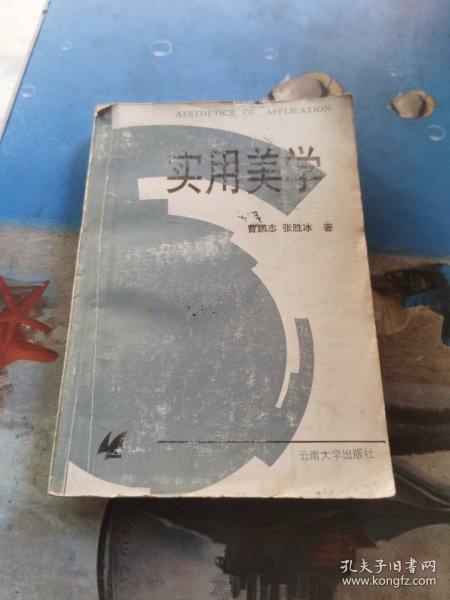 AESTHETICS OF APPLICATION
实用美学
曹鹏志 张胜冰 著
云南大学出版社
孔夫子旧书网
www.kongfz.com